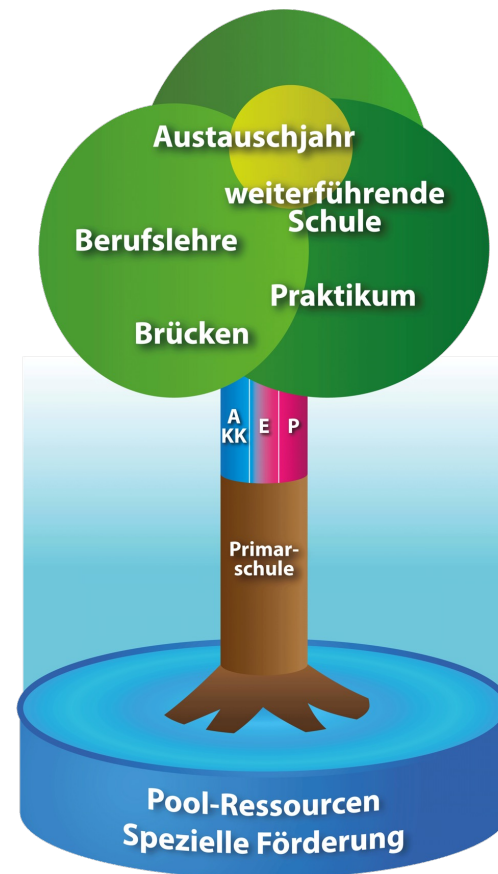 Austauschjahr
weiterführende
Schule
Berufslehre
Praktikum
Brücken
A
KK
E
P
Primar-
schule
Pool-Ressourcen
Spezielle Förderung